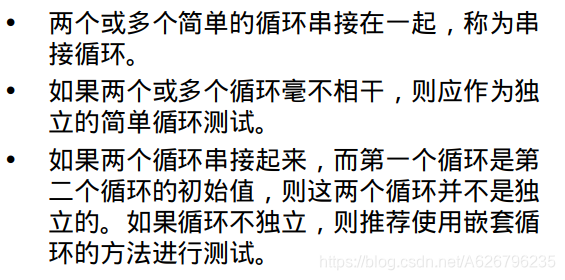 • 两个或多个简单的循环串接在一起，称为串
接循环。
• 如果两个或多个循环毫不相干，则应作为独
立的简单循环测试。
• 如果两个循环串接起来，而第一个循环是第
二个循环的初始值，则这两个循环并不是独
立的。如果循环不独立，则推荐使用嵌套循
环的方法进行测试。
https://blog.csdn.net/A626796235